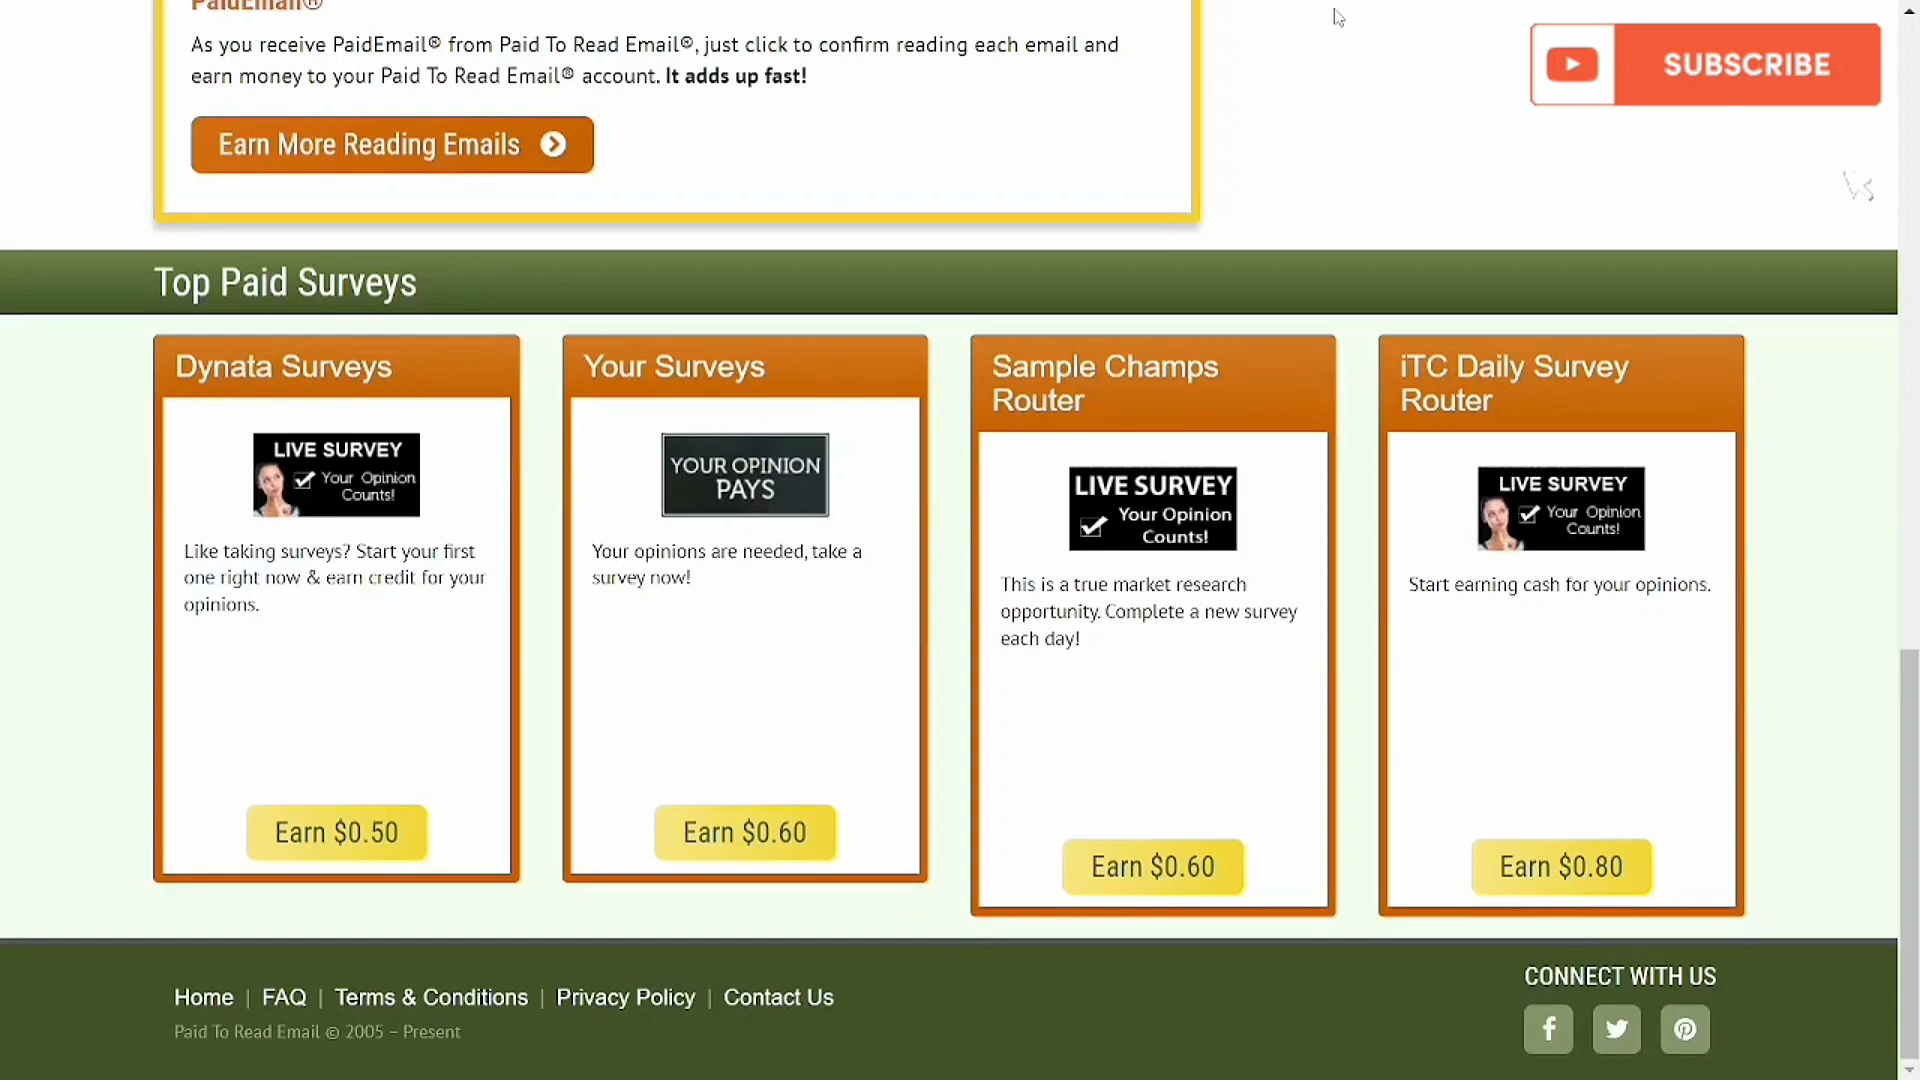 PaidEmail®
As you receive PaidEmail® from Paid To Read Email®, just click to confirm reading each email and
earn money to your Paid To Read Email® account. It adds up fast!
SUBSCRIBE
Earn More Reading Emails
Top Paid Surveys
Dynata Surveys
LIVE SURVEY
Your Opinion
Counts!
Like taking surveys? Start your first
one right now & earn credit for your
opinions.
Earn $0.50
Your Surveys
YOUR OPINION
PAYS
Your opinions are needed, take a
survey now!
Earn $0.60
Sample Champs
Router
LIVE SURVEY
Your Opinion
Counts!
This is a true market research
opportunity. Complete a new survey
each day!
Earn $0.60
iTC Daily Survey
Router
LIVE SURVEY
Your Opinion
Counts!
Start earning cash for your opinions.
Earn $0.80
Home | FAQ | Terms & Conditions | Privacy Policy | Contact Us
Paid To Read Email © 2005 – Present
CONNECT WITH US